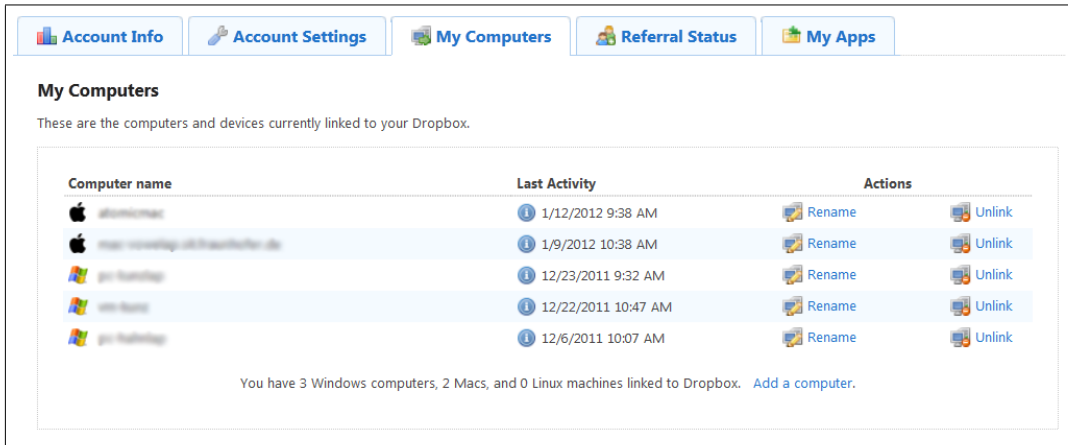 Account Info Account Settings My Computers Referral Status My Apps
My Computers
These are the computers and devices currently linked to your Dropbox.
Computer name Last Activity Actions
1/12/2012 9:38 AM Rename Unlink
1/9/2012 10:38 AM Rename Unlink
12/23/2011 9:32 AM Rename Unlink
12/22/2011 10:47 AM Rename Unlink
12/6/2011 10:07 AM Rename Unlink
You have 3 Windows computers, 2 Macs, and 0 Linux machines linked to Dropbox. Add a computer.